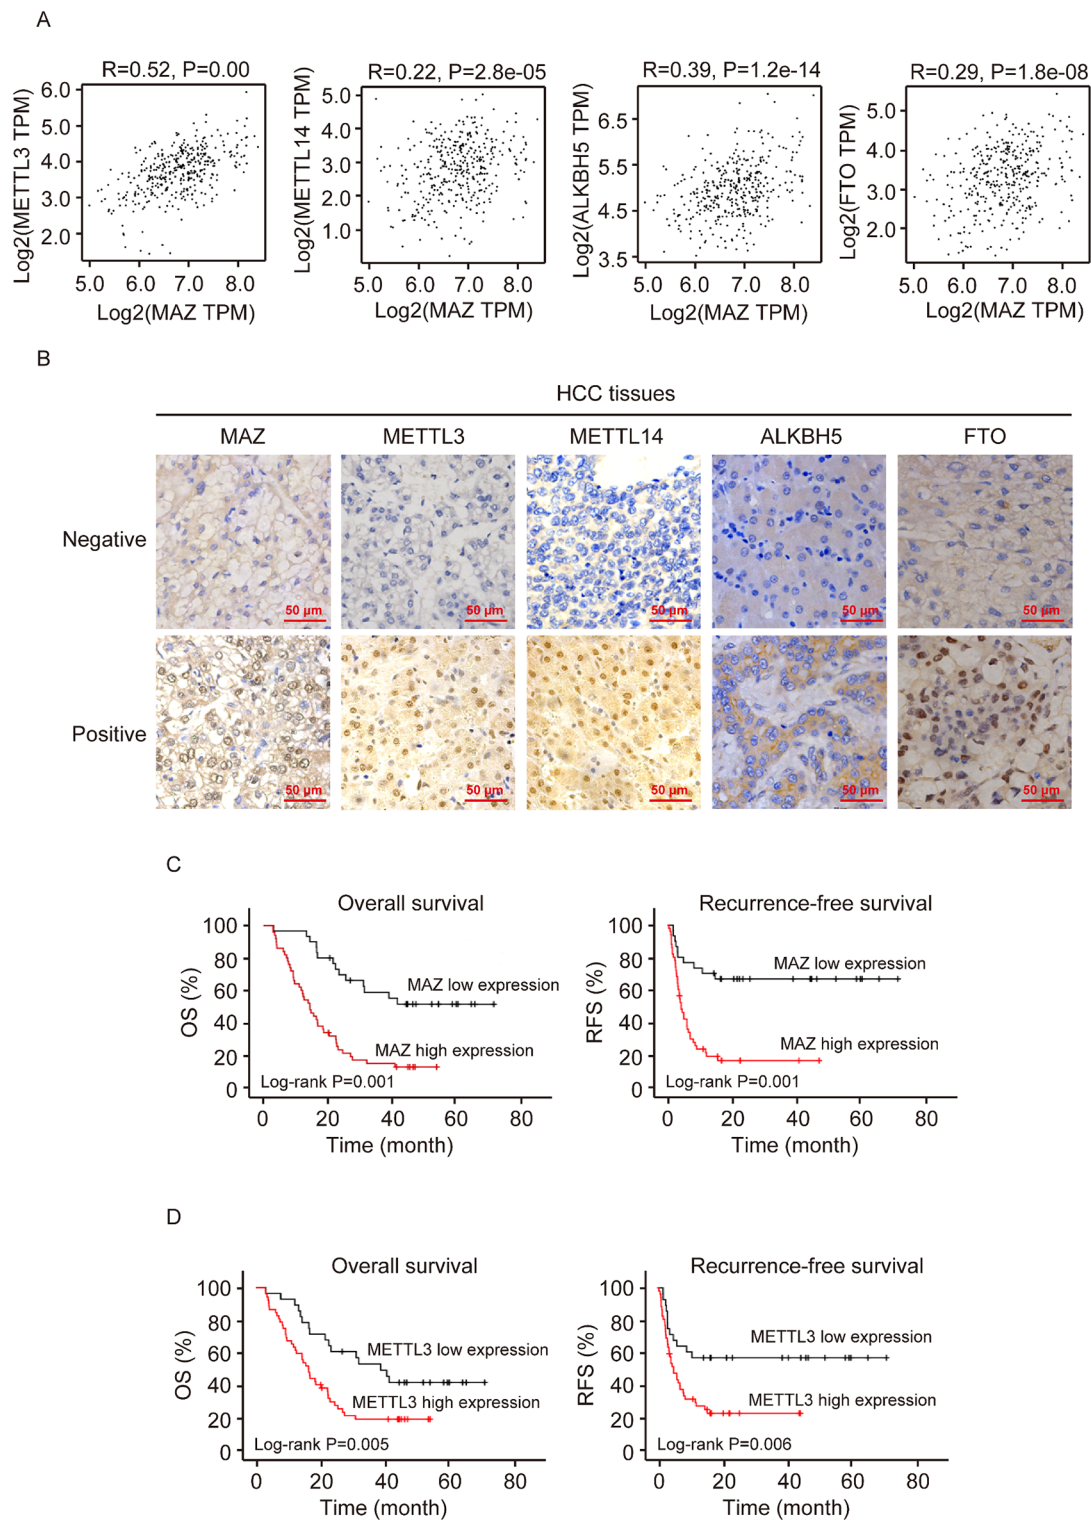 A
R=0.52, P=0.00
R=0.22, P=2.8e-05
R=0.39, P=1.2e-14
R=0.29, P=1.8e-08
Log2(METTL3 TPM)
6.0
5.0
4.0
3.0
2.0
5.0 6.0 7.0 8.0
Log2(MAZ TPM)
Log2(METTL14 TPM)
5.0
4.0
3.0
2.0
1.0
5.0 6.0 7.0 8.0
Log2(MAZ TPM)
Log2(ALKBH5 TPM)
6.5
5.5
4.5
3.5
5.0 6.0 7.0 8.0
Log2(MAZ TPM)
Log2(FTO TPM)
5.0
4.0
3.0
2.0
5.0 6.0 7.0 8.0
Log2(MAZ TPM)
B
HCC tissues
MAZ METTL3 METTL14 ALKBH5 FTO
Negative
50 µm 50 µm 50 µm 50 µm 50 µm
Positive
50 µm 50 µm 50 µm 50 µm 50 µm
C
Overall survival
OS (%)
100
80
60
40
20
0
MAZ low expression
MAZ high expression
Log-rank P=0.001
0 20 40 60 80
Time (month)
Recurrence-free survival
RFS (%)
100
80
60
40
20
0
MAZ low expression
MAZ high expression
Log-rank P=0.001
0 20 40 60 80
Time (month)
D
Overall survival
OS (%)
100
80
60
40
20
0
METTL3 low expression
METTL3 high expression
Log-rank P=0.005
0 20 40 60 80
Time (month)
Recurrence-free survival
RFS (%)
100
80
60
40
20
0
METTL3 low expression
METTL3 high expression
Log-rank P=0.006
0 20 40 60 80
Time (month)